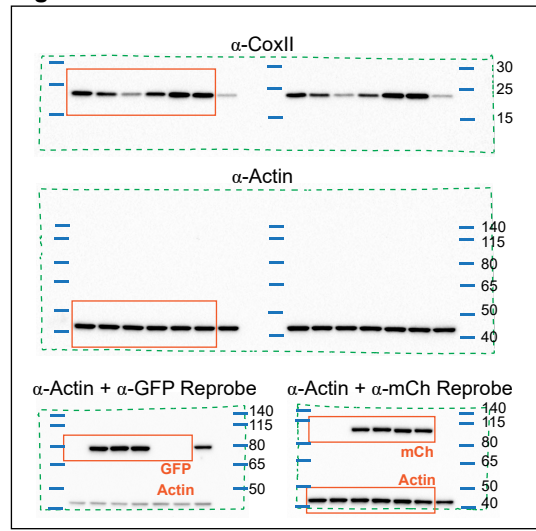 α-CoxII
30
25
15
α-Actin
140
115
80
65
50
40
α-Actin + α-GFP Reprobe
140
115
80
65
50
GFP
Actin
α-Actin + α-mCh Reprobe
140
115
80
65
50
40
mCh
Actin